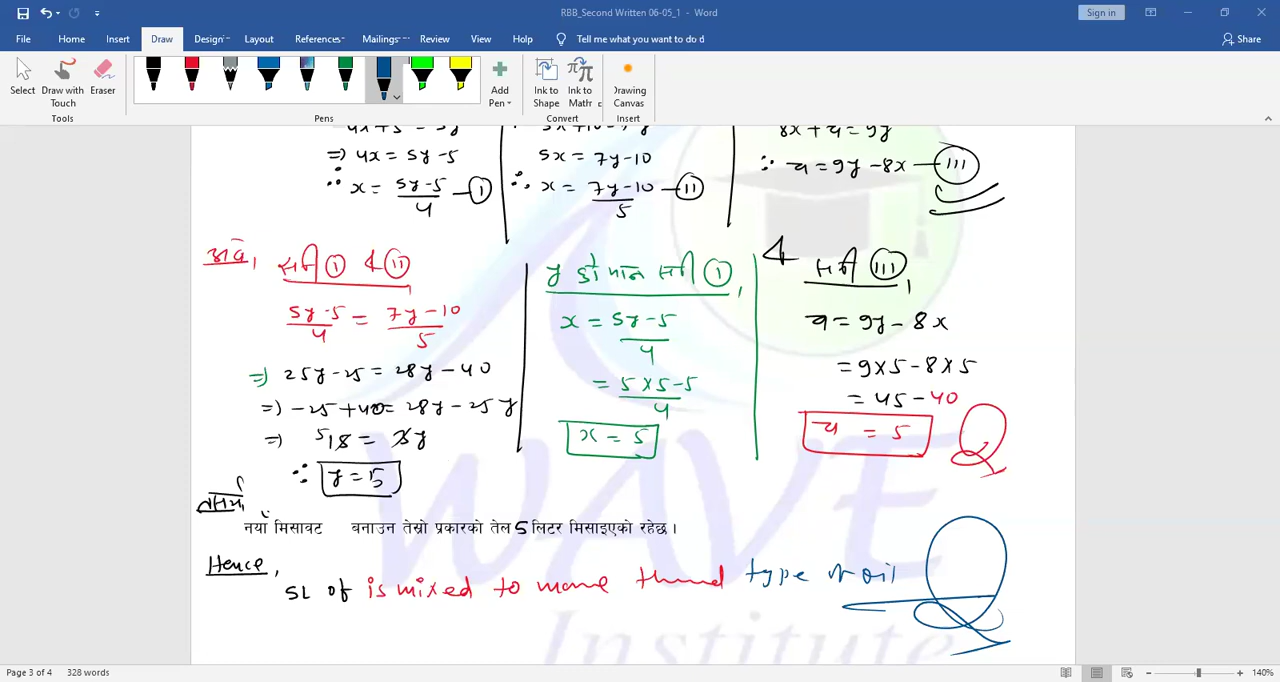 RBB_Second Written 06-05_1 - Word
Sign in
File Home Insert Draw Design Layout References Mailings Review View Help Tell me what you want to do d
Share
Select Draw with Touch Eraser Add Pen Ink to Shape Ink to Math Drawing Canvas
Tools Pens Convert Insert
4x+5 = 5y
8x + व = 9y
=> 4x = 5y-5
5x = 7y-10
∴ x = (5y-5)/4 — I
∴ x = (7y-10)/5 — II
∴ व = 9y-8x — III
अव,
समी I & II
(5y-5)/4 = (7y-10)/5
=> 25y-25 = 28y-40
=> -25+40 = 28y-25y
=> 15 = 3y
∴ y = 5
y को मान समी I,
x = (5y-5)/4
= (5×5-5)/4
x = 5
& समी III,
व = 9y-8x
= 9×5-8×5
= 45-40
व = 5
नयाँ मिसावट बनाउन तेस्रो प्रकारको तेल 5 लिटर मिसाइएको रहेछ ।
Hence,
5L of is mixed to type of oil
WAVE
Institute
Page 3 of 4 328 words
140%